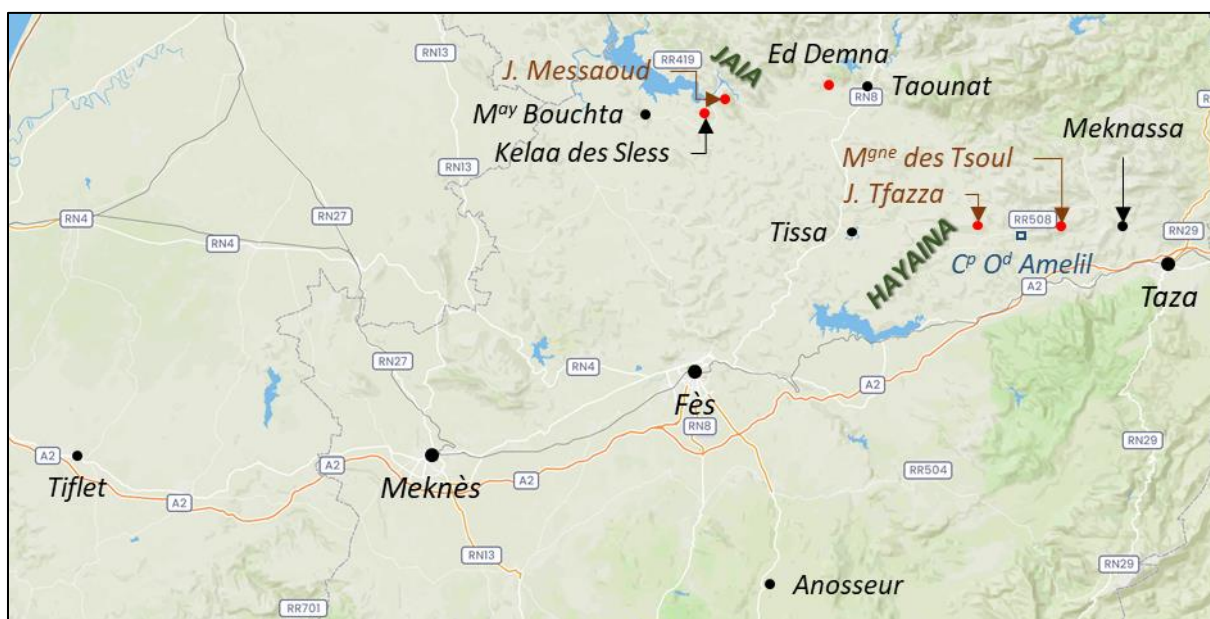 RN13
RR419
JAIA
Ed Demna
J. Messaoud
RN8
Taounat
May Bouchta
Meknassa
Kelaa des Sless
RN13
Mgne des Tsoul
J. Tfazza
RN4
RN27
RN4
Tissa
RR508
RN29
HAYAINA
Cp Od Amelil
A2
Taza
RN27
RN4
A2
Fès
RN8
A2
RN29
A2
Tiflet
A2
Meknès
A2
RR504
A2
RN13
RN29
Anosseur
RR701